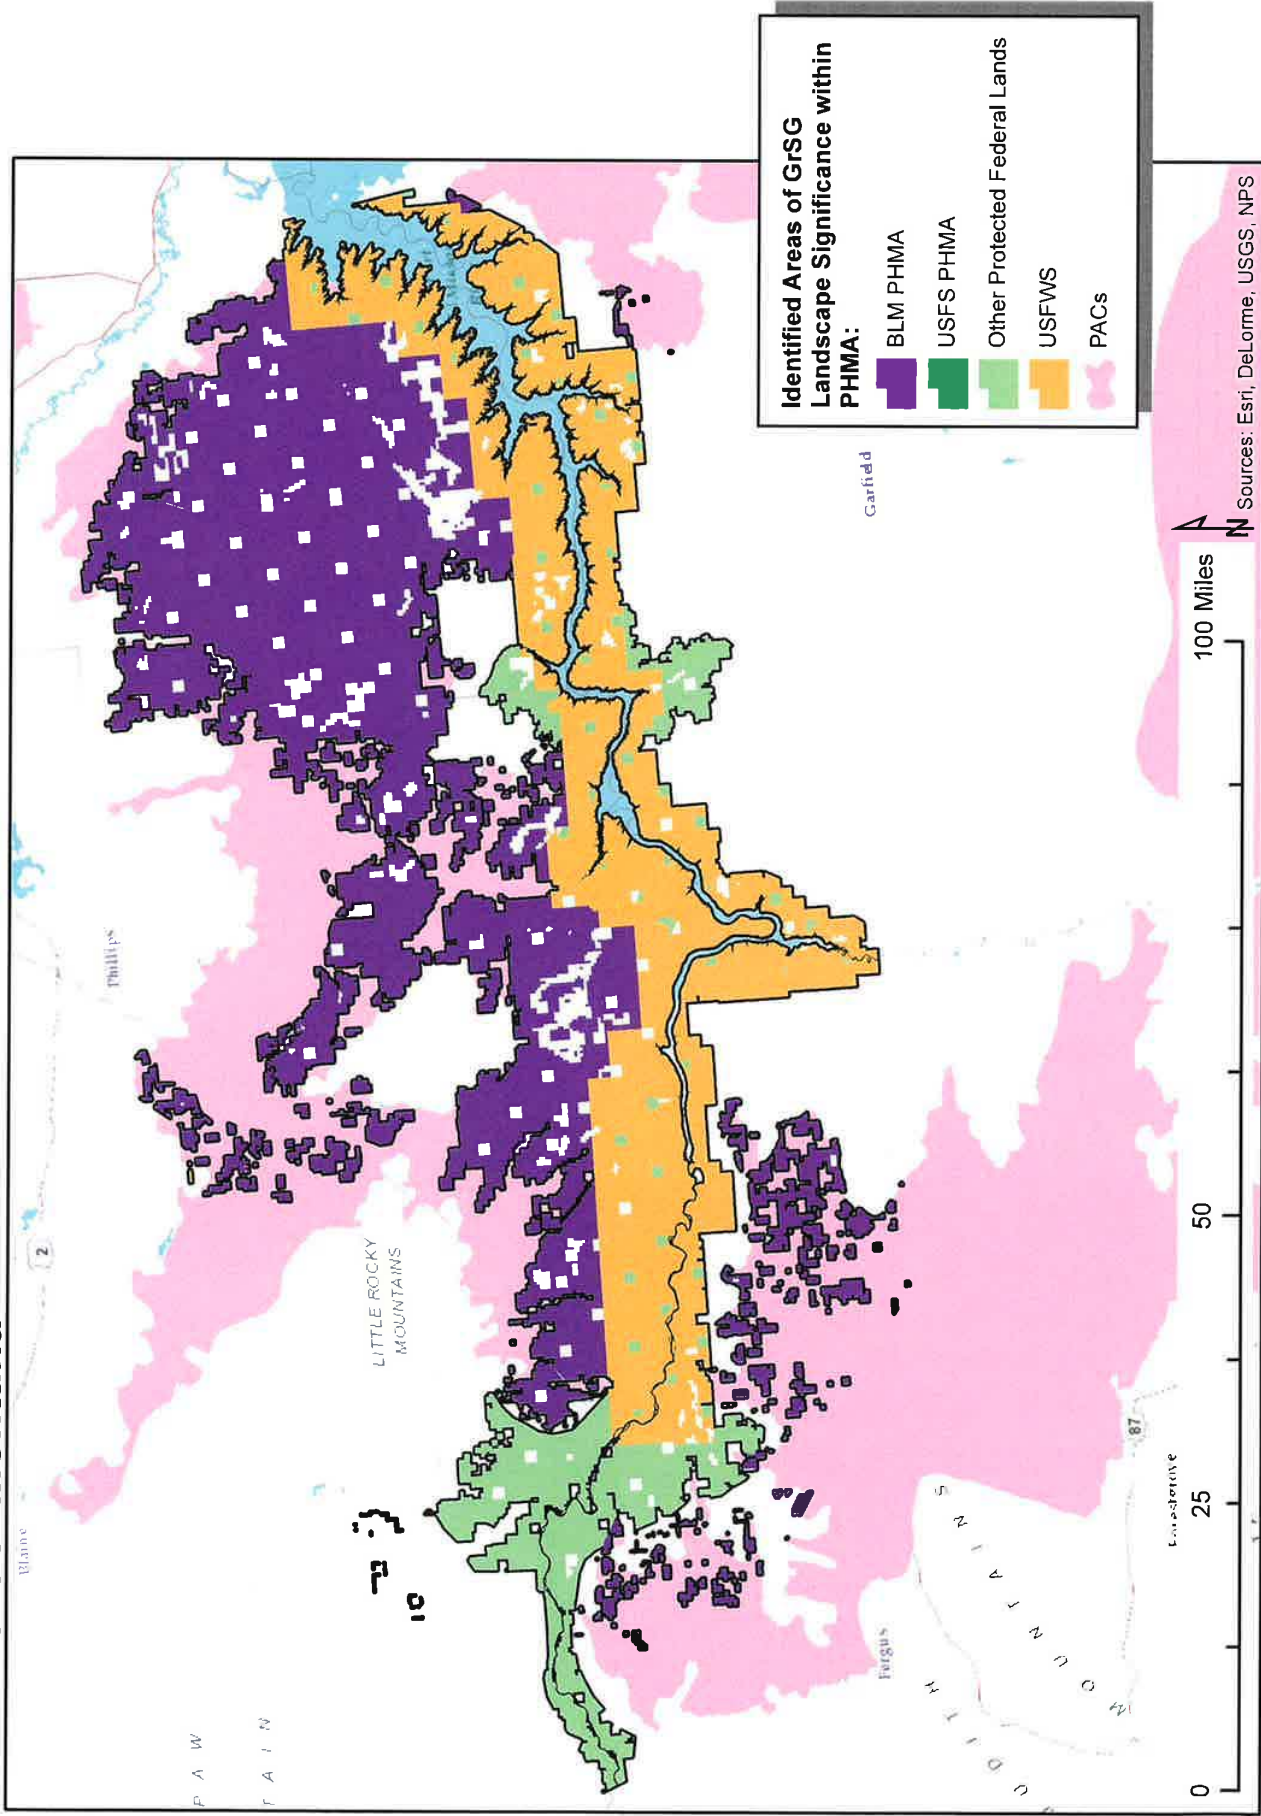 Blaine
2
Phillips
P A W
T A I N
LITTLE ROCKY
MOUNTAINS
Fergus
U D I T H
M O U N T A I N S
87
Garfield
Identified Areas of GrSG
Landscape Significance within
PHMA:
BLM PHMA
USFS PHMA
Other Protected Federal Lands
USFWS
PACs
0
25
50
100 Miles
N
Sources: Esri, DeLorme, USGS, NPS